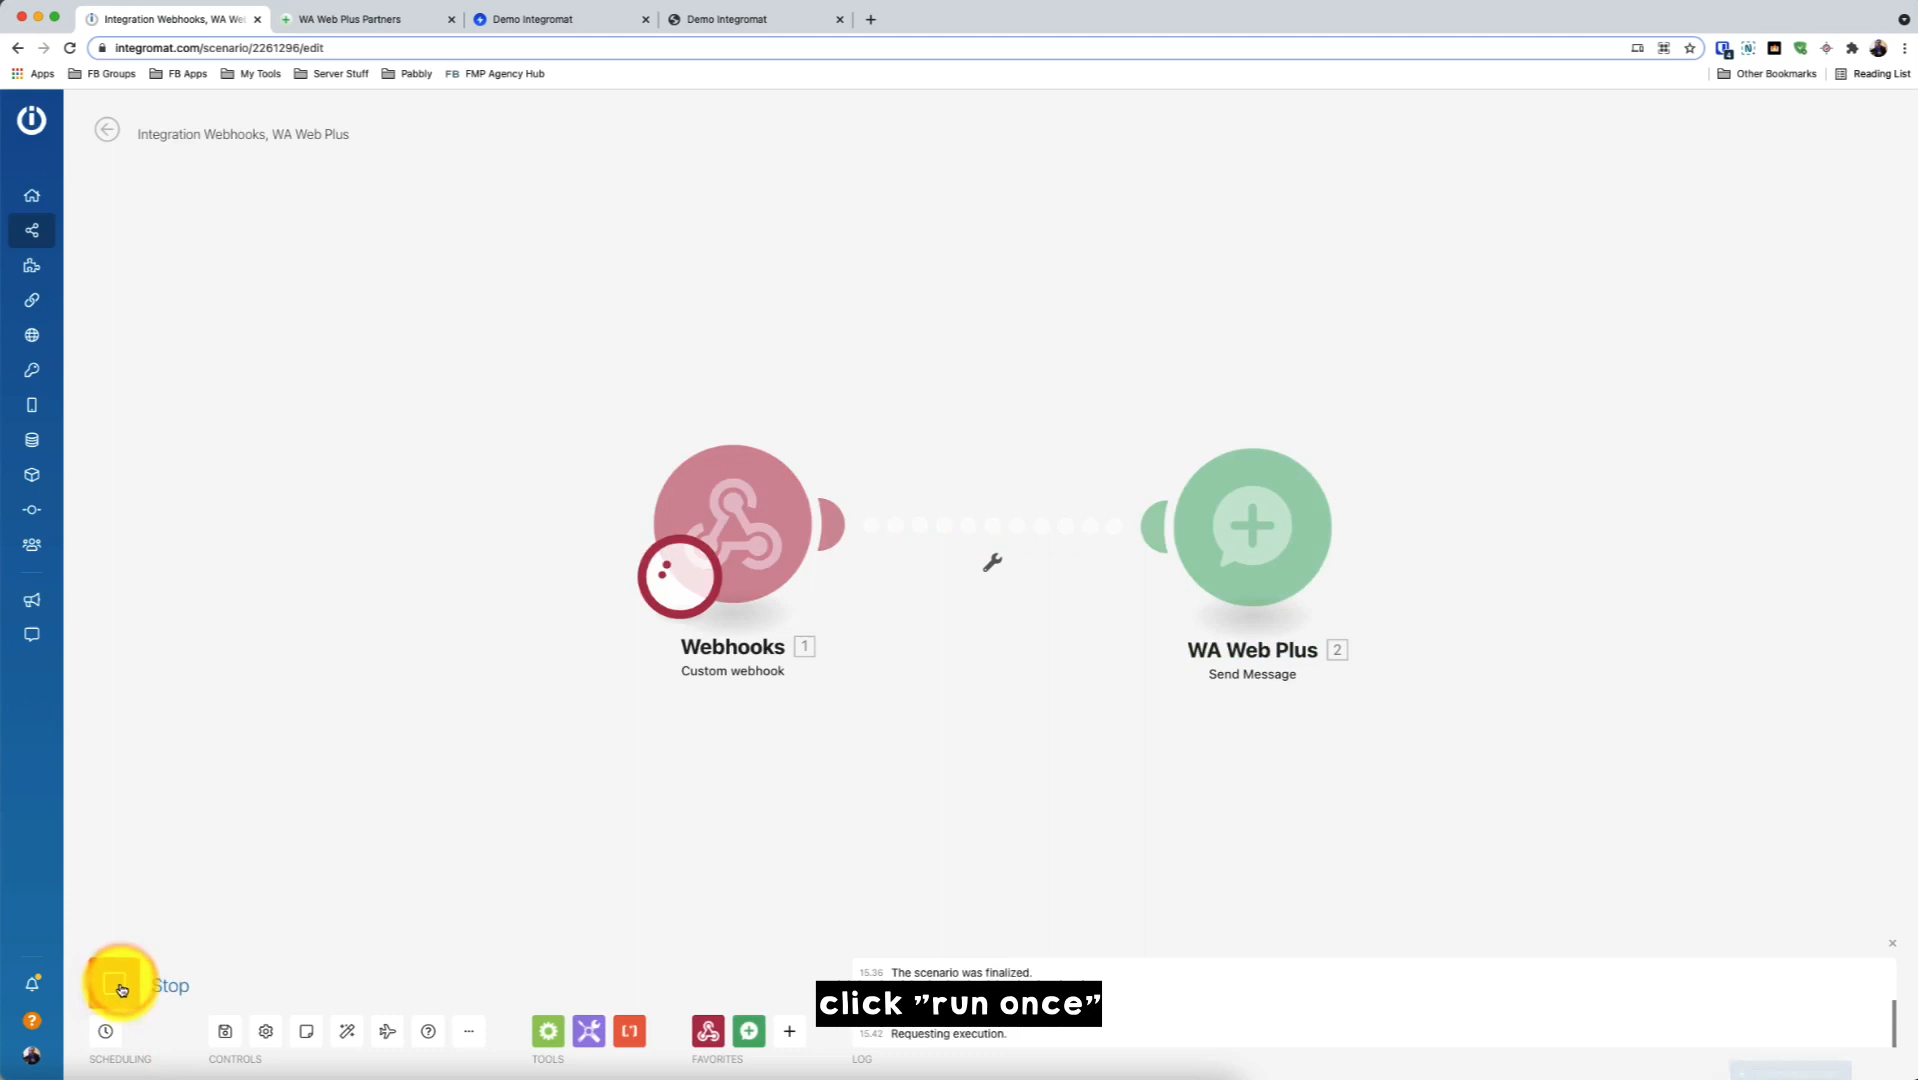 Integration Webhooks, WA We
WA Web Plus Partners
Demo Integromat
Demo Integromat
integromat.com/scenario/2261296/edit
Apps
FB Groups
FB Apps
My Tools
Server Stuff
Pabbly
FB FMP Agency Hub
Other Bookmarks
Reading List
Integration Webhooks, WA Web Plus
Webhooks 1
Custom webhook
WA Web Plus 2
Send Message
Stop
15.36 The scenario was finalized.
click "run once"
15.42 Requesting execution.
SCHEDULING
CONTROLS
TOOLS
FAVORITES
LOG